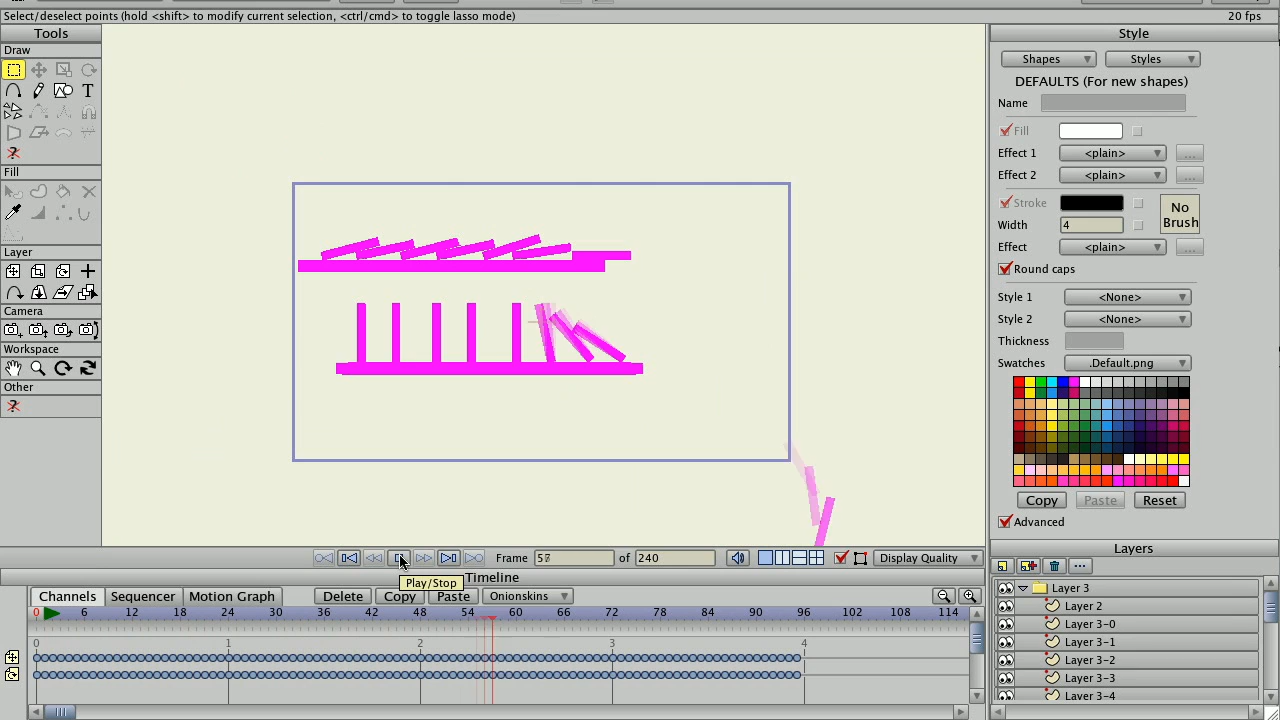 Select/deselect points (hold <shift> to modify current selection, <ctrl/cmd> to toggle lasso mode)
20 fps
Tools
Draw
T
Fill
Layer
Camera
Workspace
Other
Style
Shapes
Styles
DEFAULTS (For new shapes)
Name
Fill
Effect 1
<plain>
...
Effect 2
<plain>
...
Stroke
No
Brush
Width
4
Effect
<plain>
...
Round caps
Style 1
<None>
Style 2
<None>
Thickness
Swatches
.Default.png
Copy
Paste
Reset
Advanced
Frame
of
240
Display Quality
Play/Stop
Timeline
Channels
Sequencer
Motion Graph
Delete
Copy
Paste
Onionskins
0 6 12 18 24 30 36 42 48 54 60 66 72 78 84 90 96 102 108 114
0 1 2 3 4
Layers
Layer 3
Layer 2
Layer 3-0
Layer 3-1
Layer 3-2
Layer 3-3
Layer 3-4